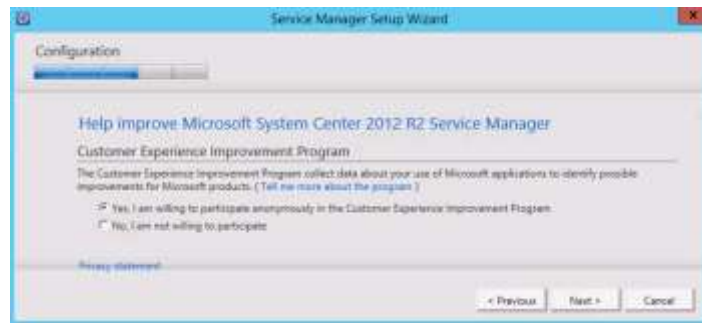 Service Manager Setup Wizard
Configuration
Help improve Microsoft System Center 2012 R2 Service Manager
Customer Experience Improvement Program
The Customer Experience Improvement Program collect data about your use of Microsoft applications to identify possible
improvements for Microsoft products. ( Tell me more about the program )
Yes, I am willing to participate anonymously in the Customer Experience Improvement Program
No, I am not willing to participate
Privacy statement
< Previous
Next >
Cancel